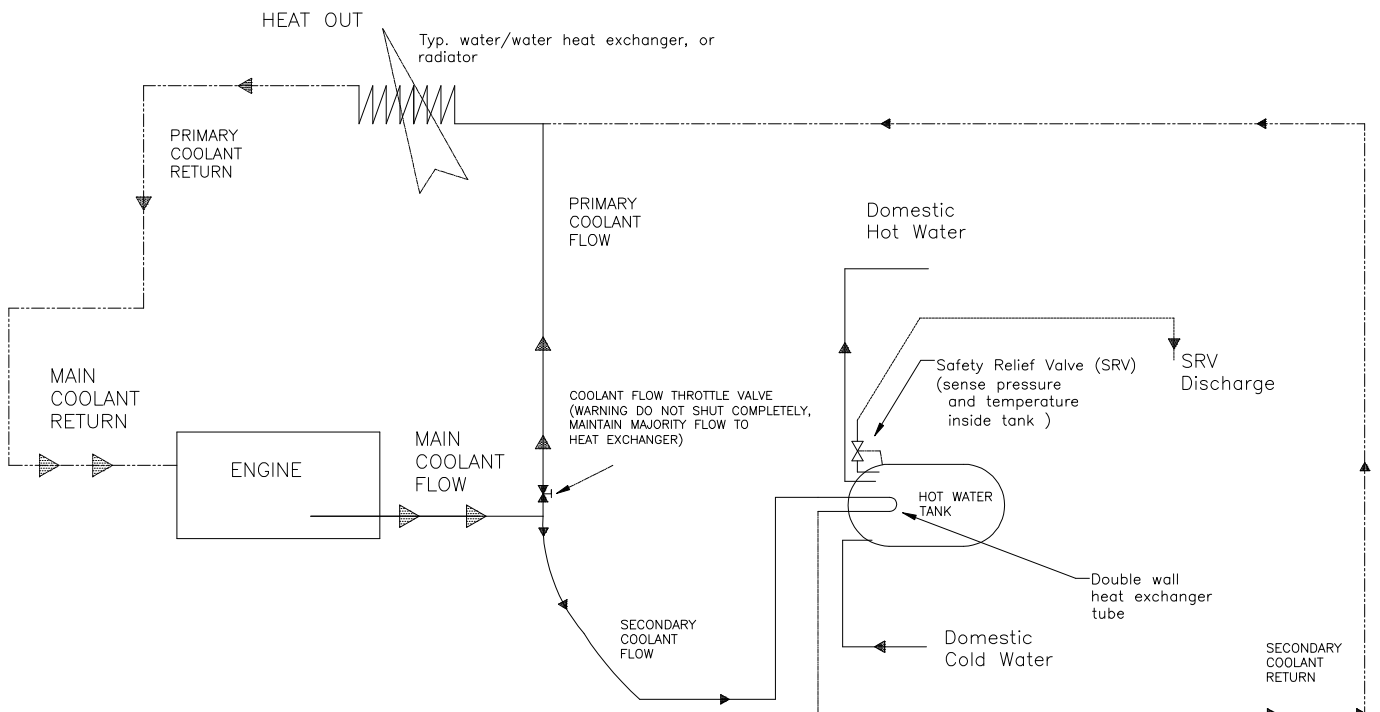 HEAT OUT
Typ. water/water heat exchanger, or
radiator
PRIMARY
COOLANT
RETURN
PRIMARY
COOLANT
FLOW
Domestic
Hot Water
MAIN
COOLANT
RETURN
Safety Relief Valve (SRV)
(sense pressure
and temperature
inside tank )
SRV
Discharge
COOLANT FLOW THROTTLE VALVE
(WARNING DO NOT SHUT COMPLETELY,
MAINTAIN MAJORITY FLOW TO
HEAT EXCHANGER)
ENGINE
MAIN
COOLANT
FLOW
HOT WATER
TANK
Double wall
heat exchanger
tube
SECONDARY
COOLANT
FLOW
Domestic
Cold Water
SECONDARY
COOLANT
RETURN